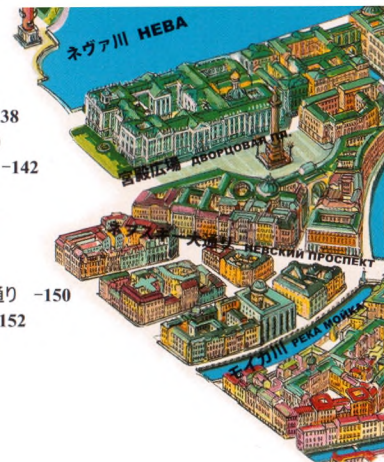 ネヴァ川 НЕВА
38
-142
宮殿広場 ДВОРЦОВАЯ ПЛ.
ネフスキー大通り НЕВСКИЙ ПРОСПЕКТ
通り -150
152
モイカ川 РЕКА МОЙКА